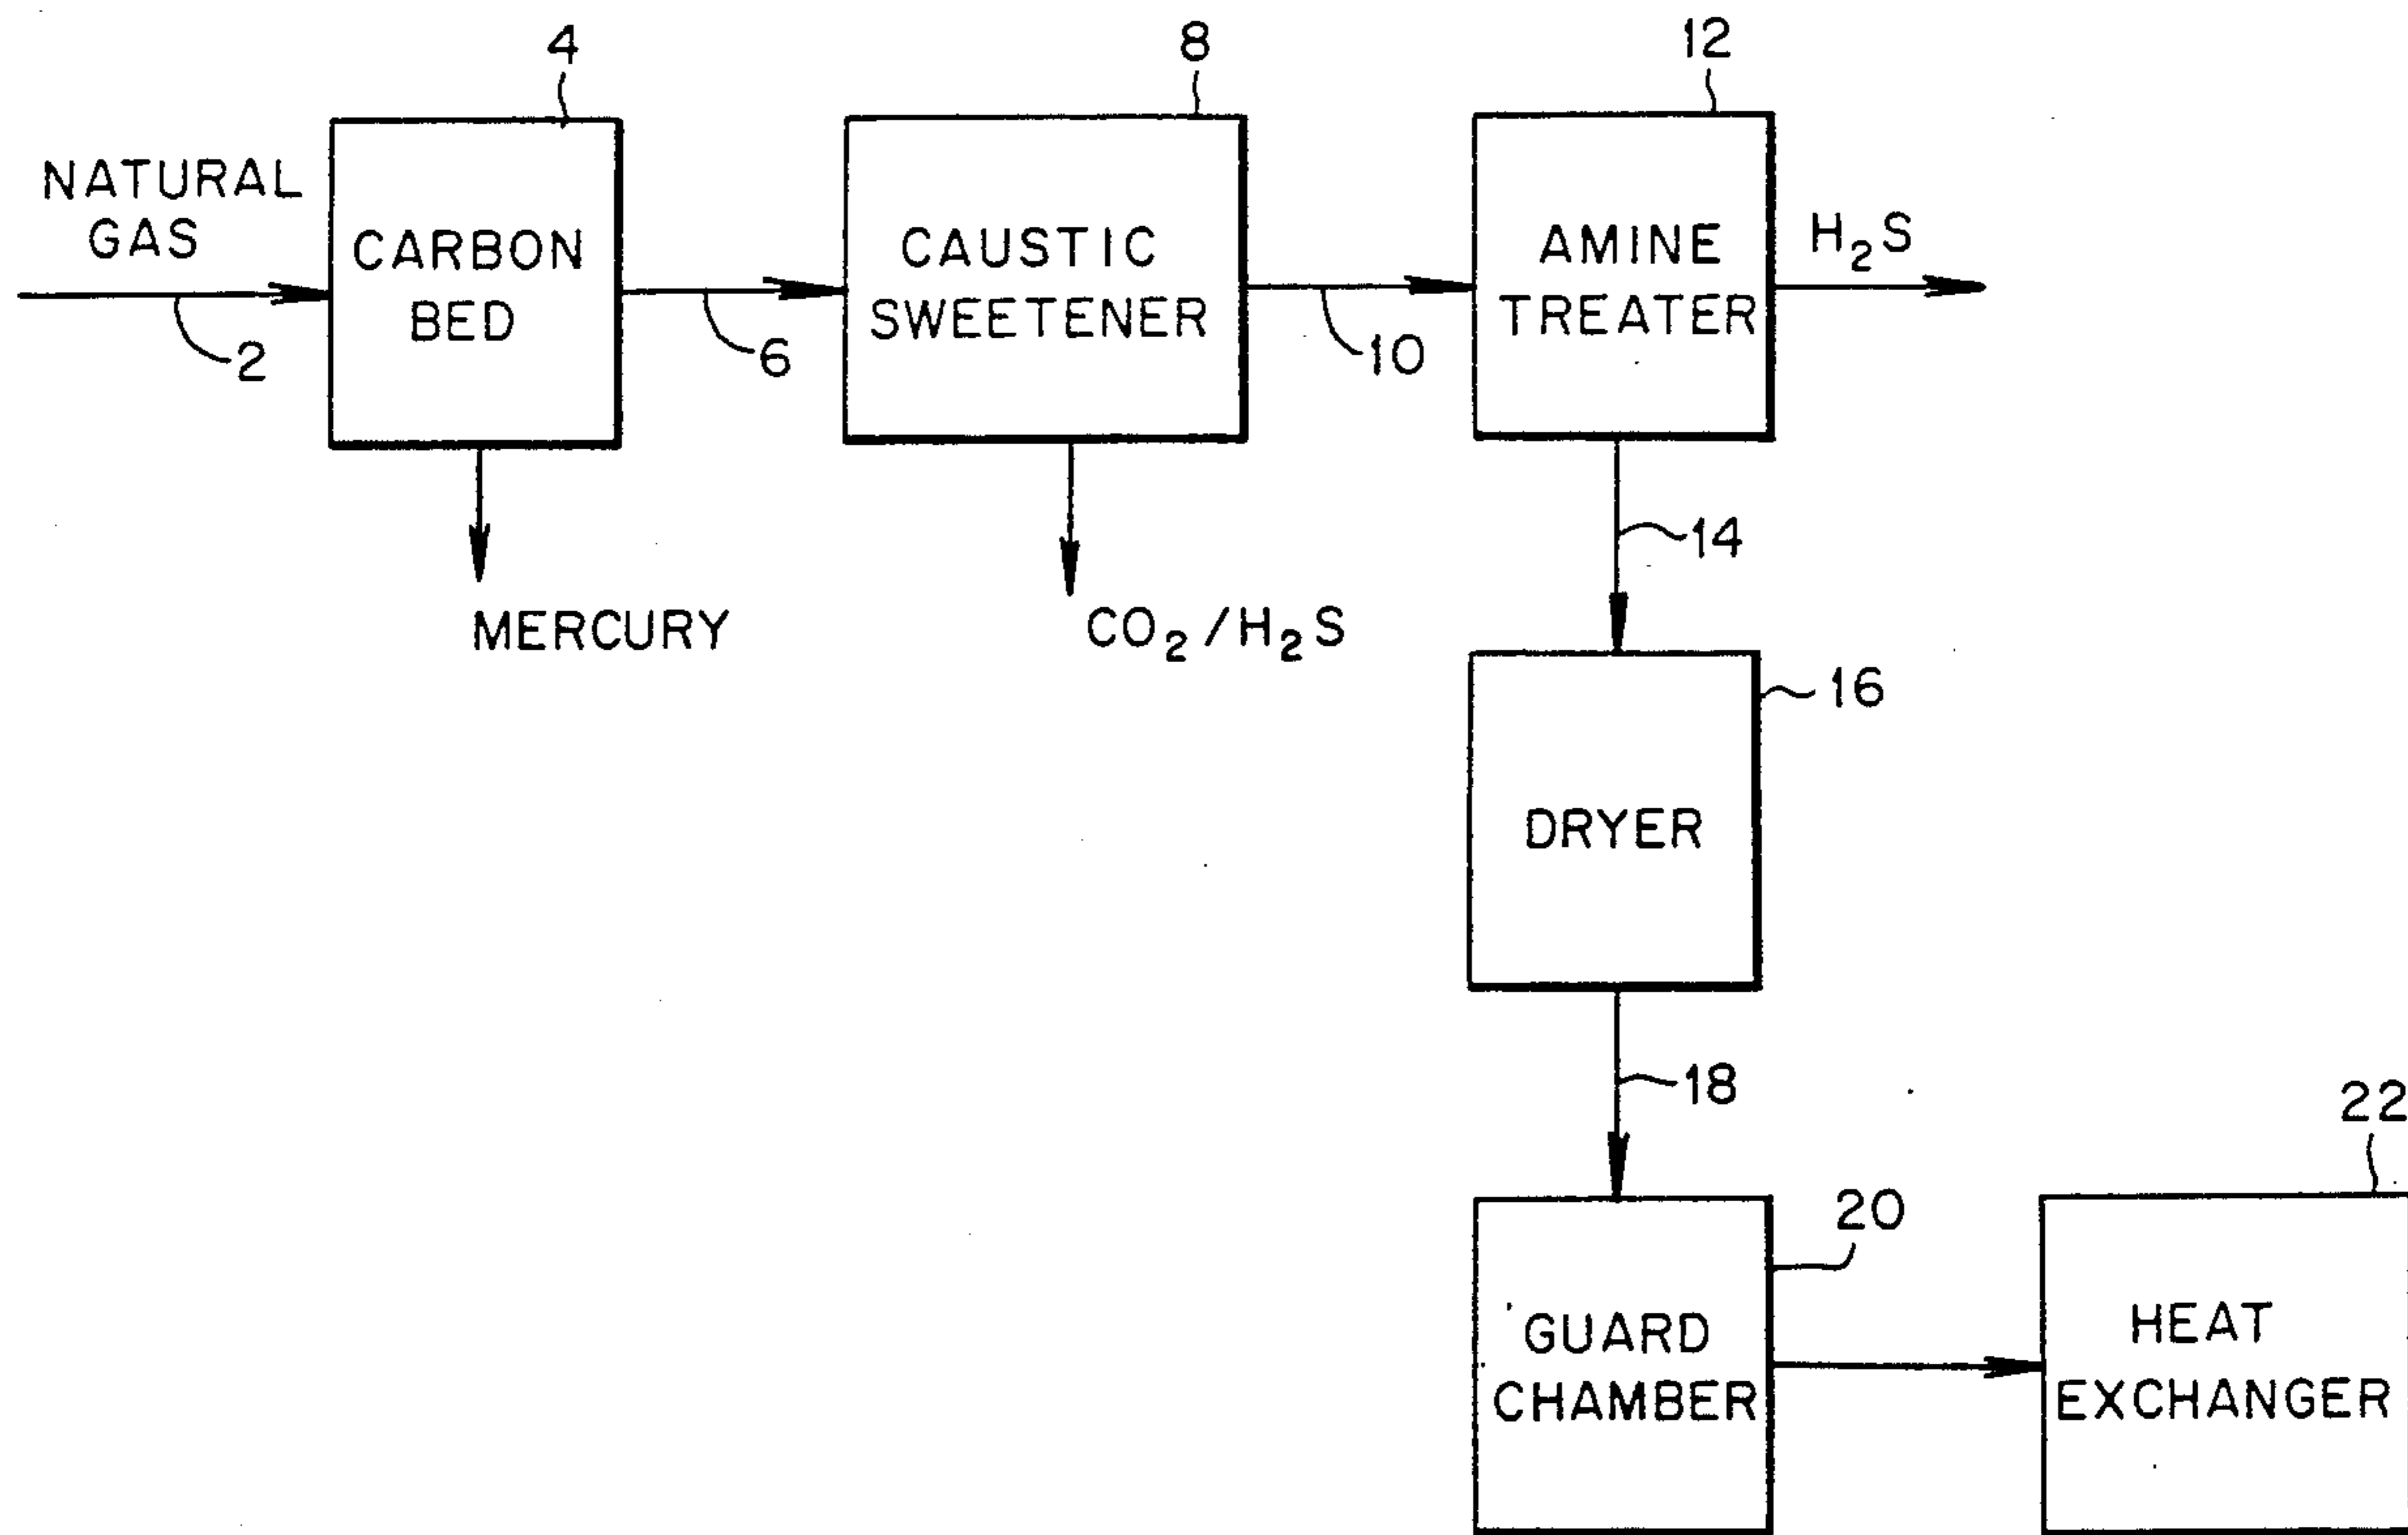 4
8
12
NATURAL
GAS
CARBON
BED
CAUSTIC
SWEETENER
AMINE
TREATER
H₂S
2
6
10
MERCURY
CO₂/H₂S
14
16
DRYER
18
22
20
GUARD
CHAMBER
HEAT
EXCHANGER